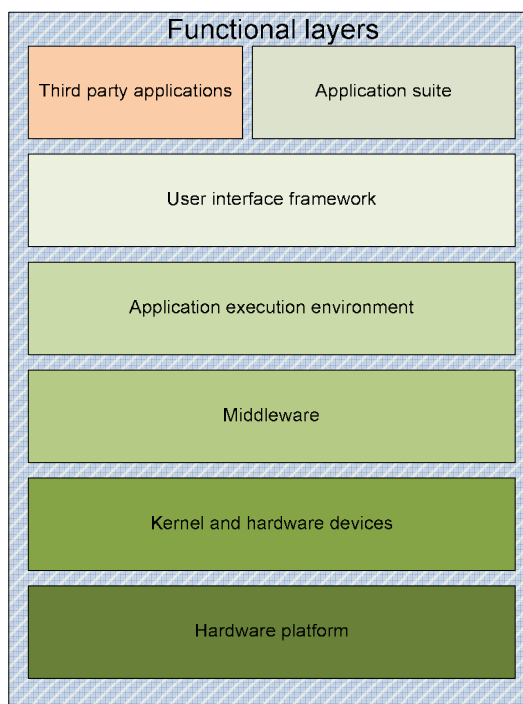 Functional layers
Third party applications
Application suite
User interface framework
Application execution environment
Middleware
Kernel and hardware devices
Hardware platform